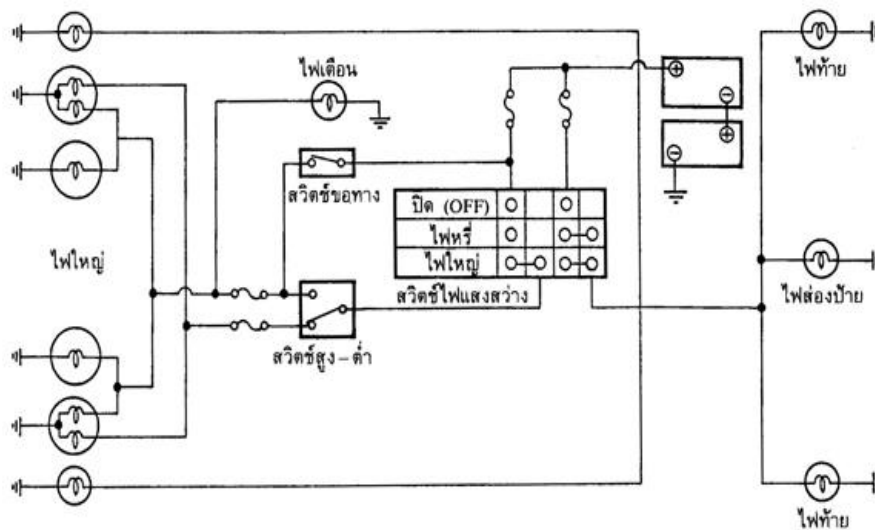 ไฟท้าย
ไฟเตือน
สวิตช์ขอทาง
ปิด (OFF)
ไฟหรี่
ไฟใหญ่
ไฟใหญ่
สวิตช์ไฟแสงสว่าง
ไฟส่องป้าย
สวิตช์สูง – ต่ำ
ไฟท้าย